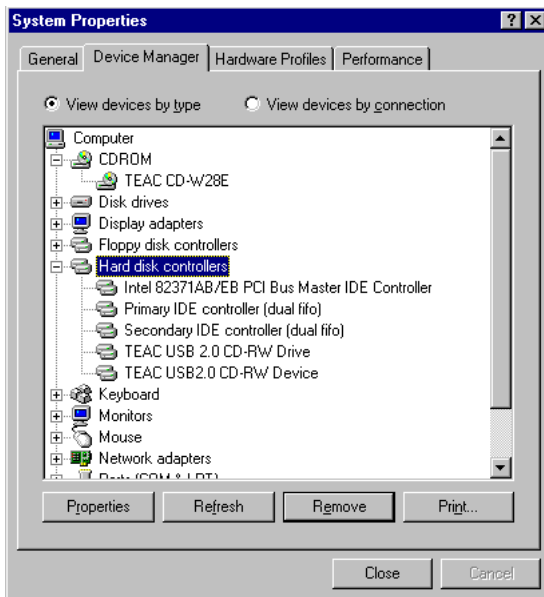 System Properties
General Device Manager Hardware Profiles Performance
View devices by type View devices by connection
Computer
CDROM
TEAC CD-W28E
Disk drives
Display adapters
Floppy disk controllers
Hard disk controllers
Intel 82371AB/EB PCI Bus Master IDE Controller
Primary IDE controller (dual fifo)
Secondary IDE controller (dual fifo)
TEAC USB 2.0 CD-RW Drive
TEAC USB2.0 CD-RW Device
Keyboard
Monitors
Mouse
Network adapters
Ports (COM & LPT)
Properties Refresh Remove Print...
Close Cancel